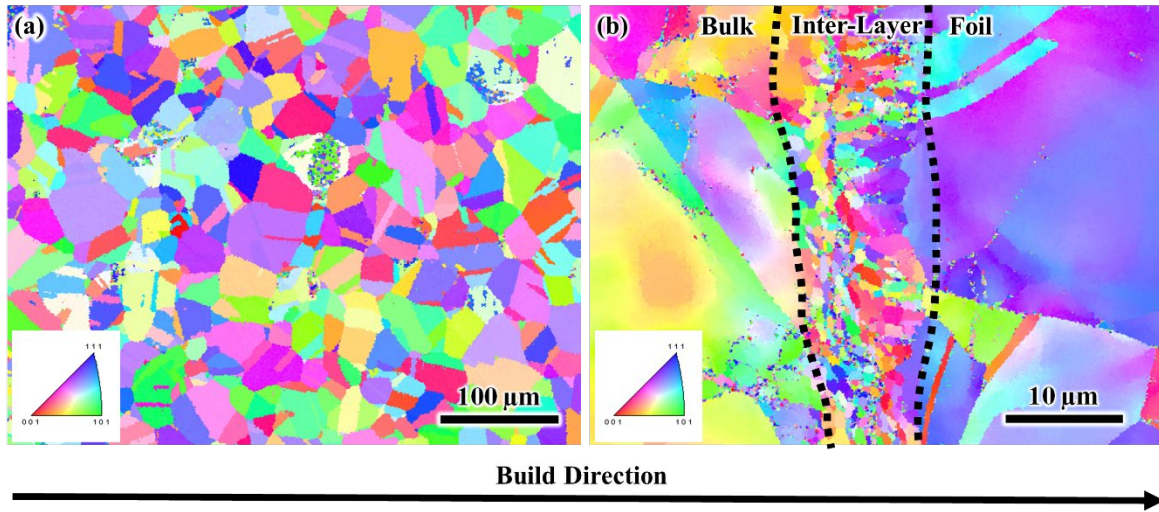 (a)
111
001
101
100 μm
(b)
Bulk
Inter-Layer
Foil
111
001
101
10 μm
Build Direction